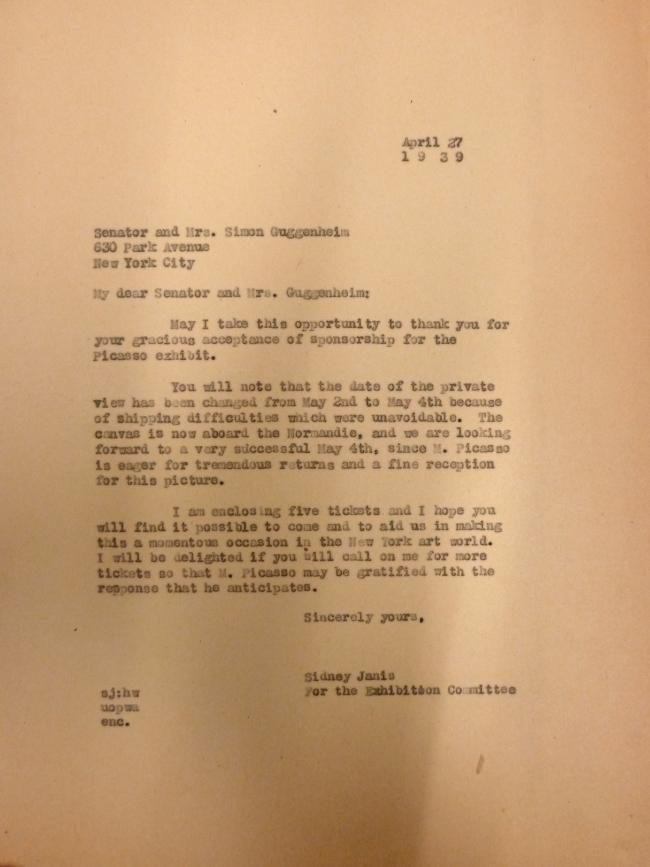 April 27
1 9 3 9
Senator and Mrs. Simon Guggenheim
630 Park Avenue
New York City
My dear Senator and Mrs. Guggenheim:
May I take this opportunity to thank you for
your gracious acceptance of sponsorship for the
Picasso exhibit.
You will note that the date of the private
view has been changed from May 2nd to May 4th because
of shipping difficulties which were unavoidable. The
canvas is now aboard the Normandie, and we are looking
forward to a very successful May 4th, since M. Picasso
is eager for tremendous returns and a fine reception
for this picture.
I am enclosing five tickets and I hope you
will find it possible to come and to aid us in making
this a momentous occasion in the New York art world.
I will be delighted if you will call on me for more
tickets so that M. Picasso may be gratified with the
response that he anticipates.
Sincerely yours,
Sidney Janis
For the Exhibition Committee
sj:hw
uopwa
enc.